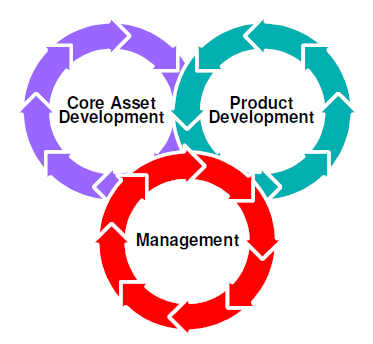 Core Asset
Development
Product
Development
Management